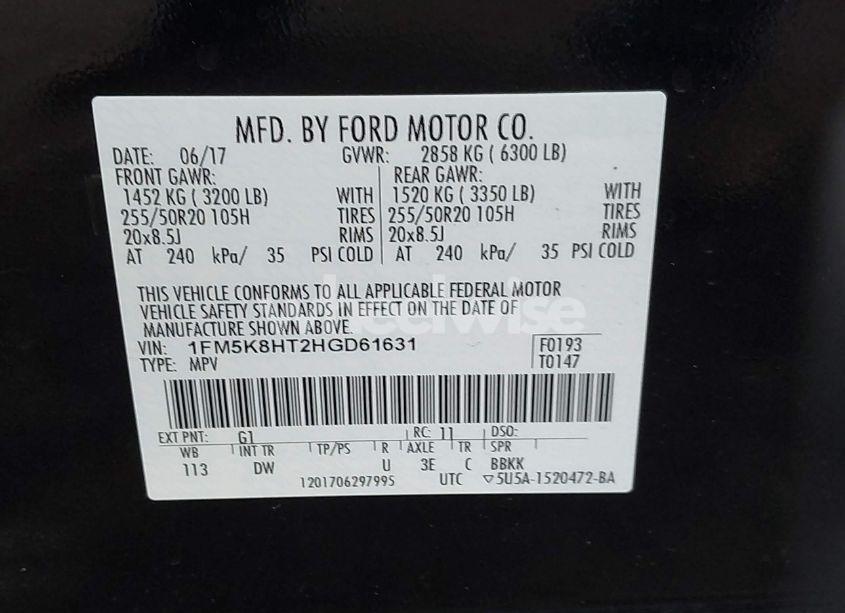 MFD. BY FORD MOTOR CO.
DATE: 06/17 GVWR: 2858 KG ( 6300 LB)
FRONT GAWR: REAR GAWR:
1452 KG ( 3200 LB) WITH 1520 KG ( 3350 LB) WITH
255/50R20 105H TIRES 255/50R20 105H TIRES
20x8.5J RIMS 20x8.5J RIMS
AT 240 kPa/ 35 PSI COLD AT 240 kPa/ 35 PSI COLD
THIS VEHICLE CONFORMS TO ALL APPLICABLE FEDERAL MOTOR
VEHICLE SAFETY STANDARDS IN EFFECT ON THE DATE OF
MANUFACTURE SHOWN ABOVE.
VIN: 1FM5K8HT2HGD61631 F0193
TYPE: MPV T0147
EXT PNT: G1 RC: 11 DSO:
WB INT TR TP/PS R AXLE TR SPR
113 DW U 3E C BBKK
1201706297995 UTC ▽5U5A-1520472-BA